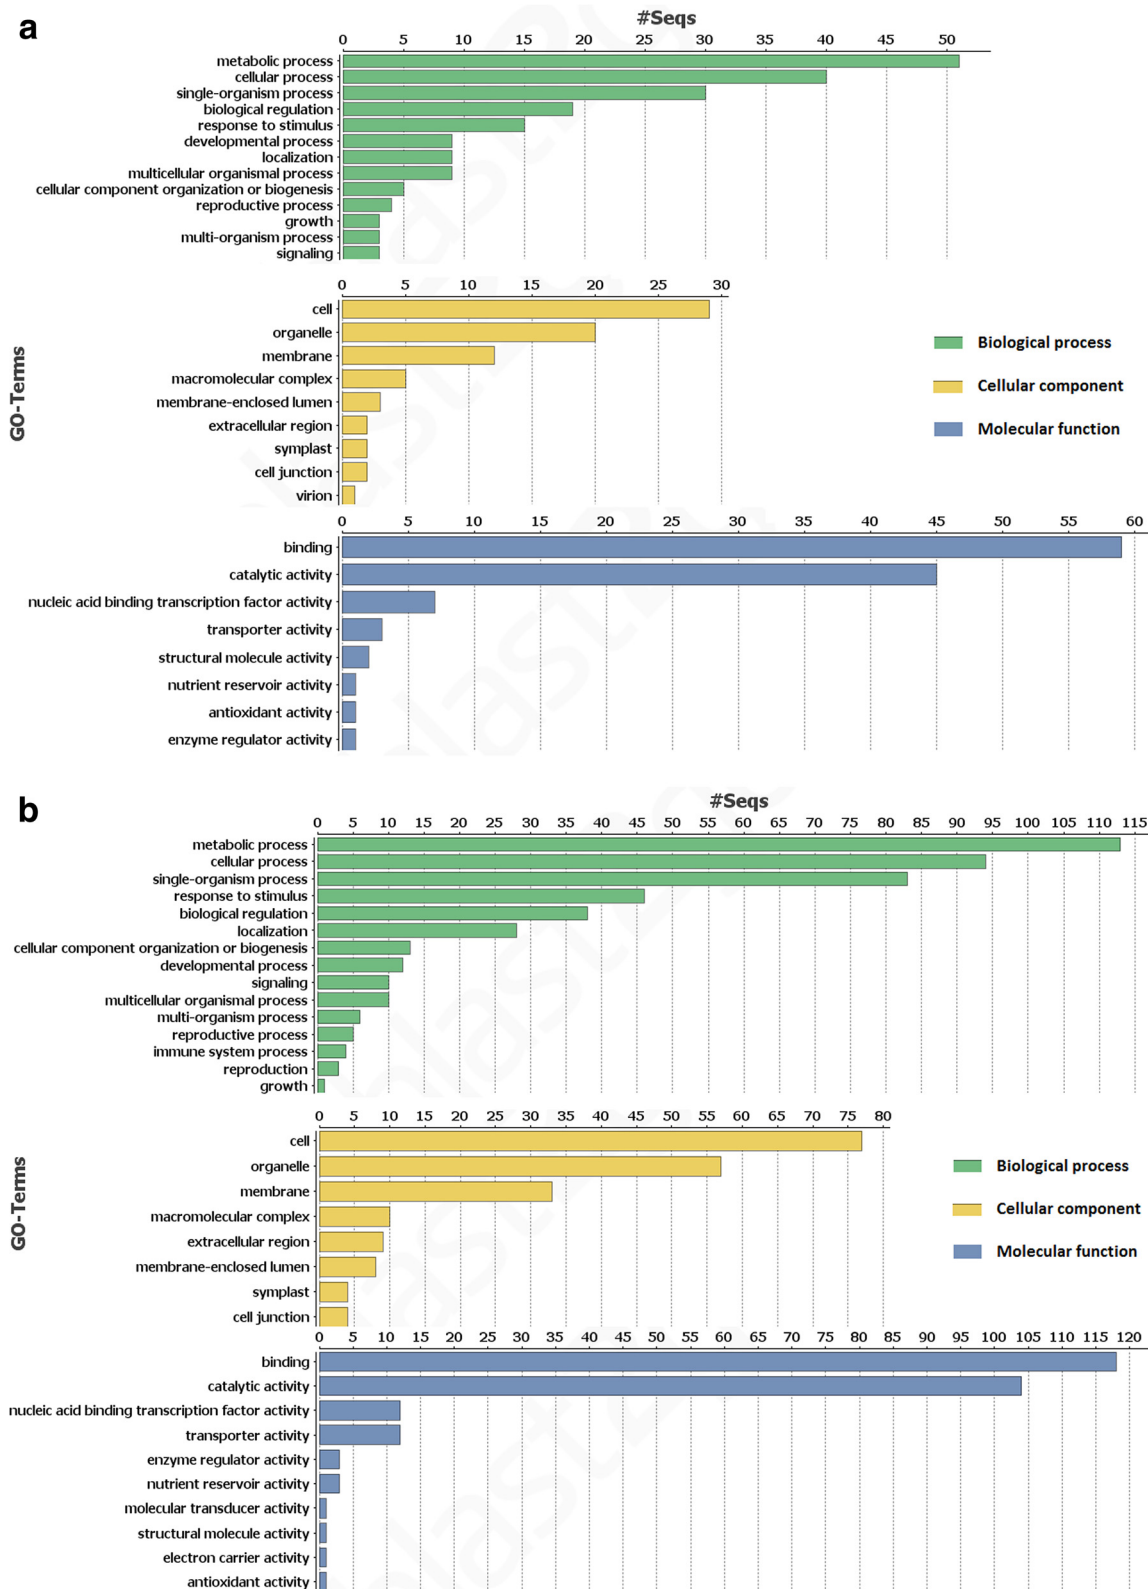 a
#Seqs
0 5 10 15 20 25 30 35 40 45 50
metabolic process
cellular process
single-organism process
biological regulation
response to stimulus
developmental process
localization
multicellular organismal process
cellular component organization or biogenesis
reproductive process
growth
multi-organism process
signaling
0 5 10 15 20 25 30
cell
organelle
membrane
macromolecular complex
membrane-enclosed lumen
extracellular region
symplast
cell junction
virion
GO-Terms
Biological process
Cellular component
Molecular function
0 5 10 15 20 25 30 35 40 45 50 55 60
binding
catalytic activity
nucleic acid binding transcription factor activity
transporter activity
structural molecule activity
nutrient reservoir activity
antioxidant activity
enzyme regulator activity
b
#Seqs
0 5 10 15 20 25 30 35 40 45 50 55 60 65 70 75 80 85 90 95 100 105 110 115
metabolic process
cellular process
single-organism process
response to stimulus
biological regulation
localization
cellular component organization or biogenesis
developmental process
signaling
multicellular organismal process
multi-organism process
reproductive process
immune system process
reproduction
growth
0 5 10 15 20 25 30 35 40 45 50 55 60 65 70 75 80
cell
organelle
membrane
macromolecular complex
extracellular region
membrane-enclosed lumen
symplast
cell junction
GO-Terms
Biological process
Cellular component
Molecular function
0 5 10 15 20 25 30 35 40 45 50 55 60 65 70 75 80 85 90 95 100 105 110 115 120
binding
catalytic activity
nucleic acid binding transcription factor activity
transporter activity
enzyme regulator activity
nutrient reservoir activity
molecular transducer activity
structural molecule activity
electron carrier activity
antioxidant activity